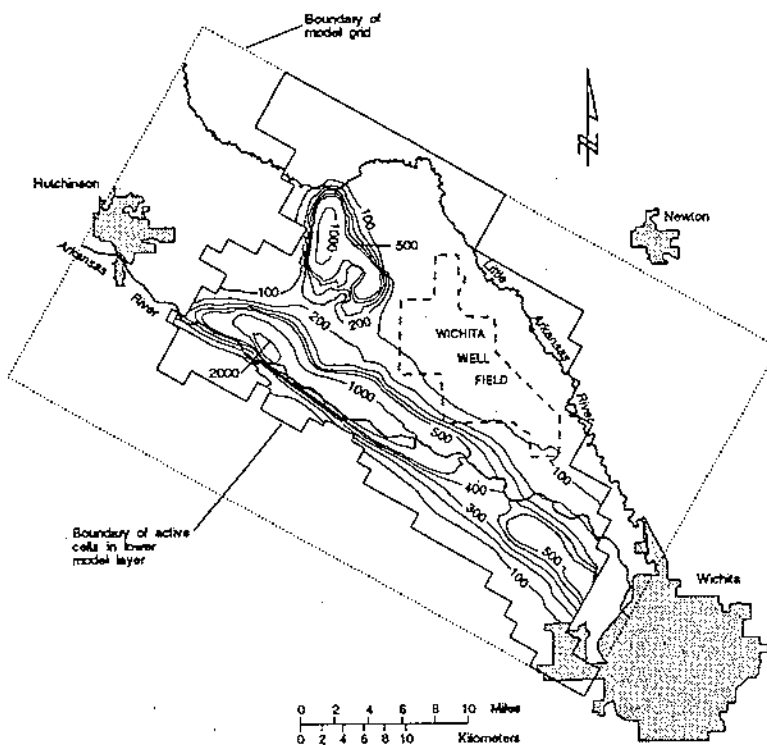 Boundary of
model grid
Hutchinson
Newton
Arkansas
River
100
1000
500
100
200
200
Little
Arkansas
River
WICHITA
WELL
FIELD
2000
1000
500
400
100
300
500
100
Boundary of active
cells in lower
model layer
Wichita
0 2 4 6 8 10 Miles
0 2 4 6 8 10 Kilometers
N